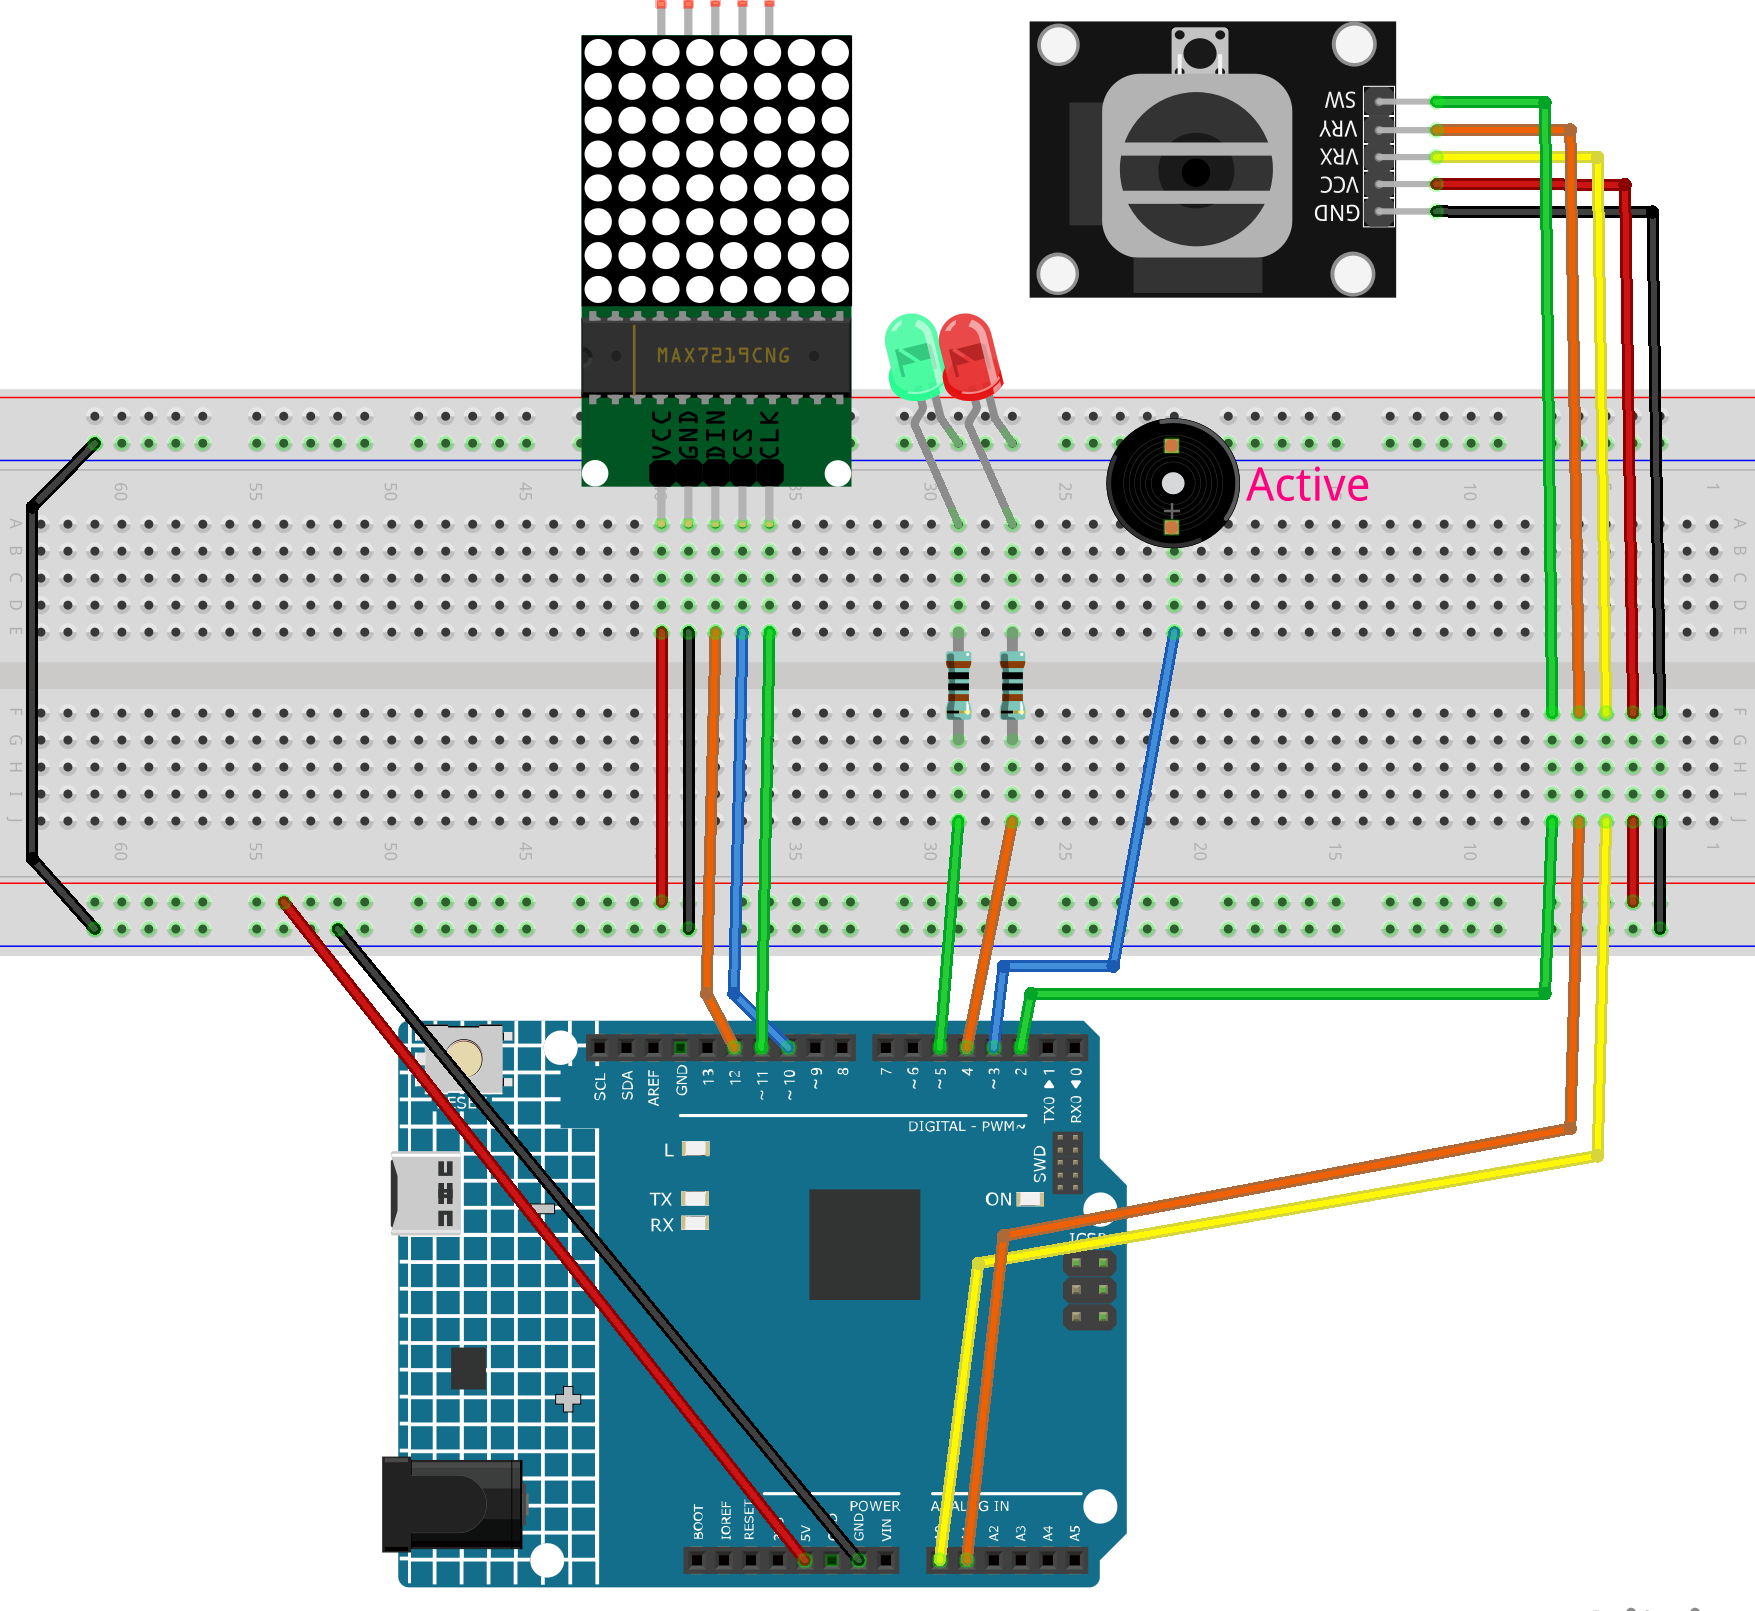 SW
VRY
VRX
VCC
GND
MAX7219CNG
VCC
GND
DIN
CS
CLK
60 55 50 45 35 30 25 10 1
Active
+
A A
B B
C C
D D
E E
F F
G G
H H
I I
J J
60 55 50 45 35 30 25 20 15 10 1
SCL
SDA
AREF
GND
13
12
~11
~10
~9
8
7
~6
~5
4
~3
2
TX0 ▶ 1
RX0 ◀ 0
DIGITAL - PWM~
L
TX
RX
ON
SWD
POWER
BOOT
IOREF
RESET
5V
GND
VIN
ANALOG IN
A2
A3
A4
A5